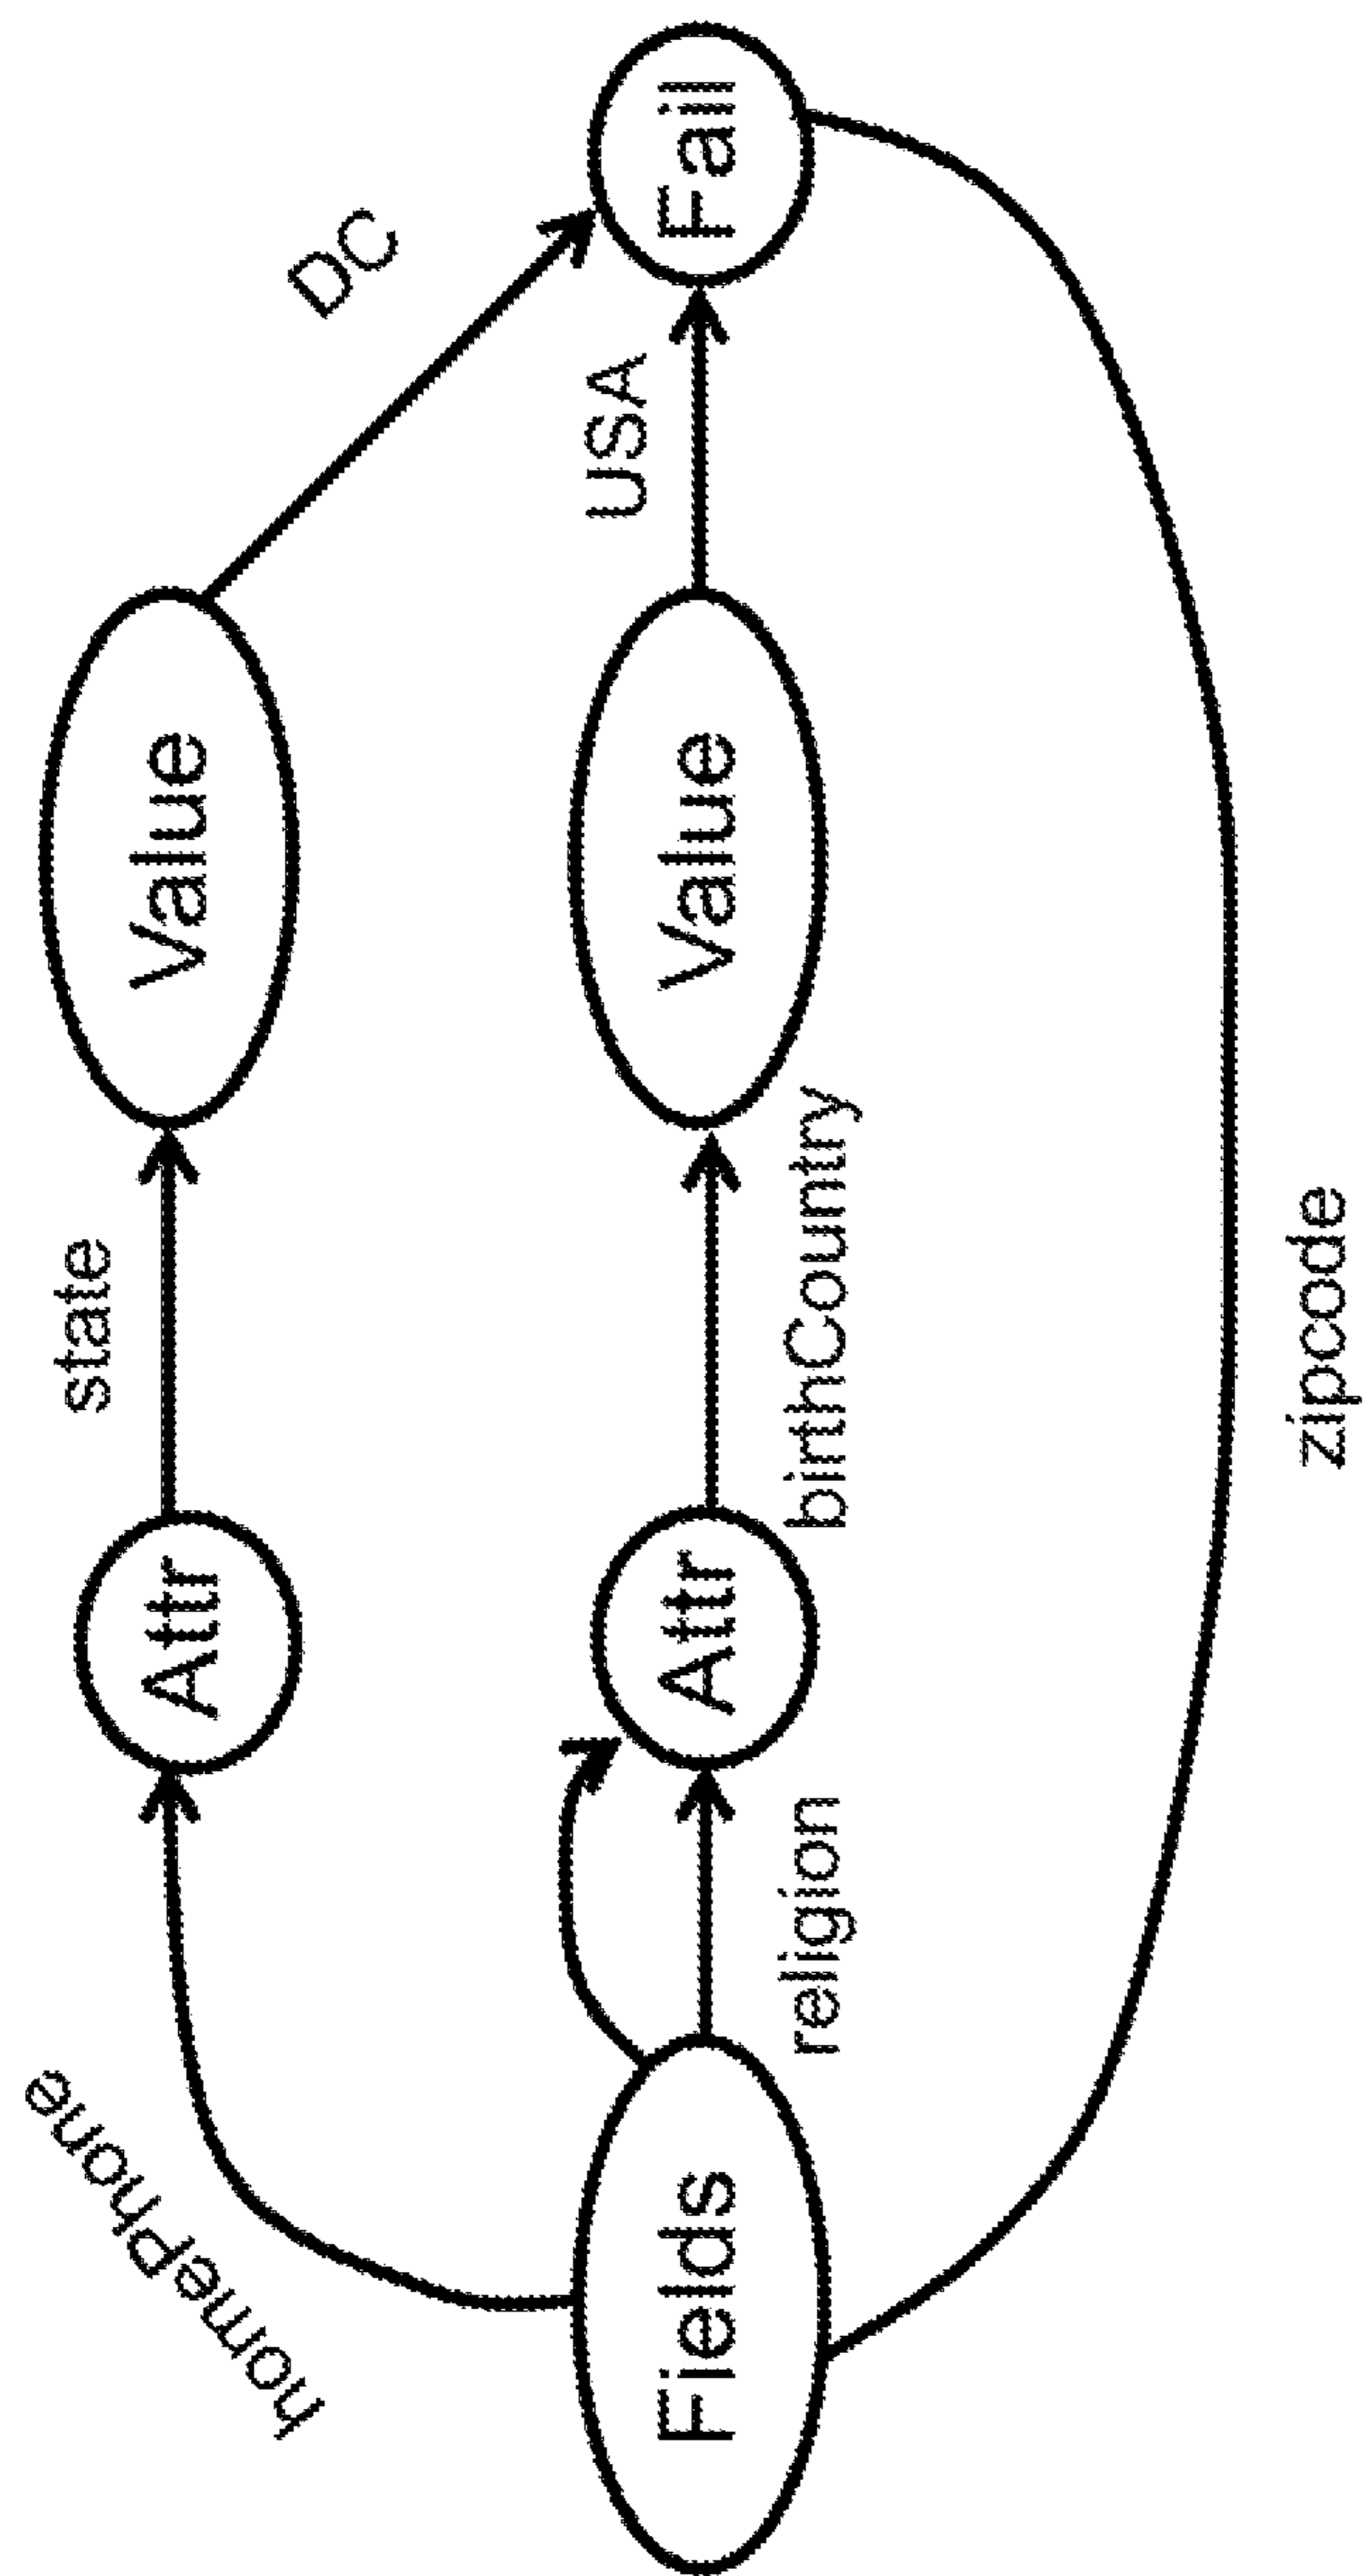 homePhone
state
DC
Attr
Value
USA
Fields
Attr
Value
Fail
religion
birthCountry
zipcode